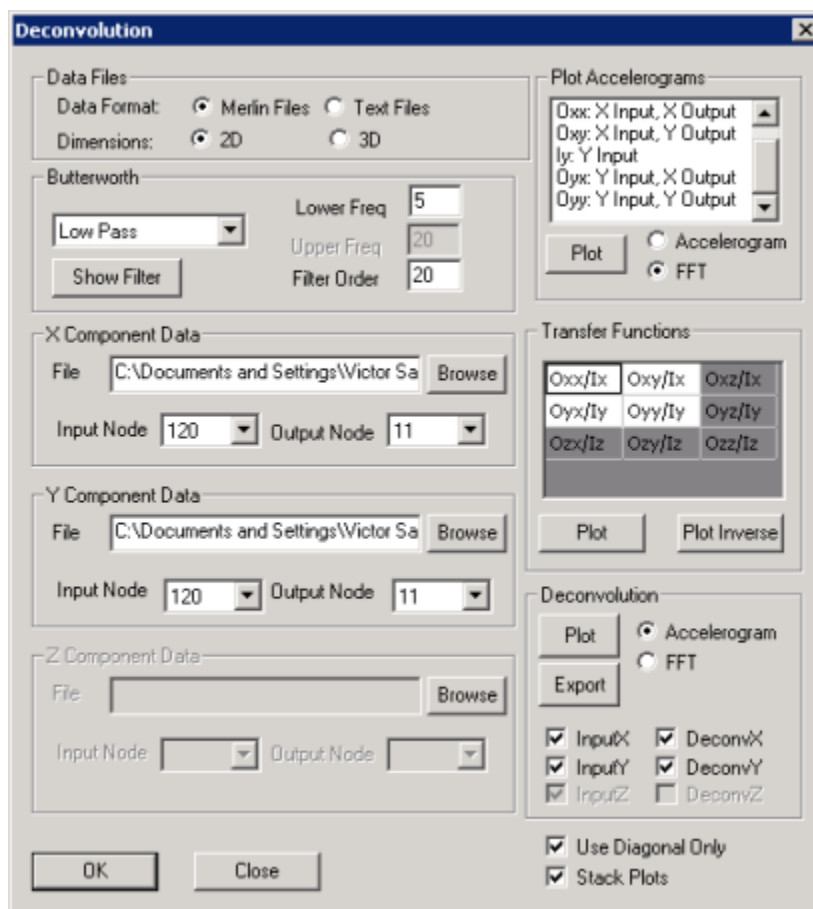 Deconvolution
Data Files
Data Format: Merlin Files Text Files
Dimensions: 2D 3D
Butterworth
Low Pass
Lower Freq 5
Upper Freq 20
Show Filter
Filter Order 20
X Component Data
File C:\Documents and Settings\Victor Sa Browse
Input Node 120 Output Node 11
Y Component Data
File C:\Documents and Settings\Victor Sa Browse
Input Node 120 Output Node 11
Z Component Data
File Browse
Input Node Output Node
OK Close
Plot Accelerograms
Oxx: X Input, X Output
Oxy: X Input, Y Output
Iy: Y Input
Oyx: Y Input, X Output
Oyy: Y Input, Y Output
Plot
Accelerogram
FFT
Transfer Functions
Oxx/Ix Oxy/Ix Oxz/Ix
Oyx/Iy Oyy/Iy Oyz/Iy
Ozx/Iz Ozy/Iz Ozz/Iz
Plot Plot Inverse
Deconvolution
Plot
Accelerogram
FFT
Export
InputX DeconvX
InputY DeconvY
InputZ DeconvZ
Use Diagonal Only
Stack Plots